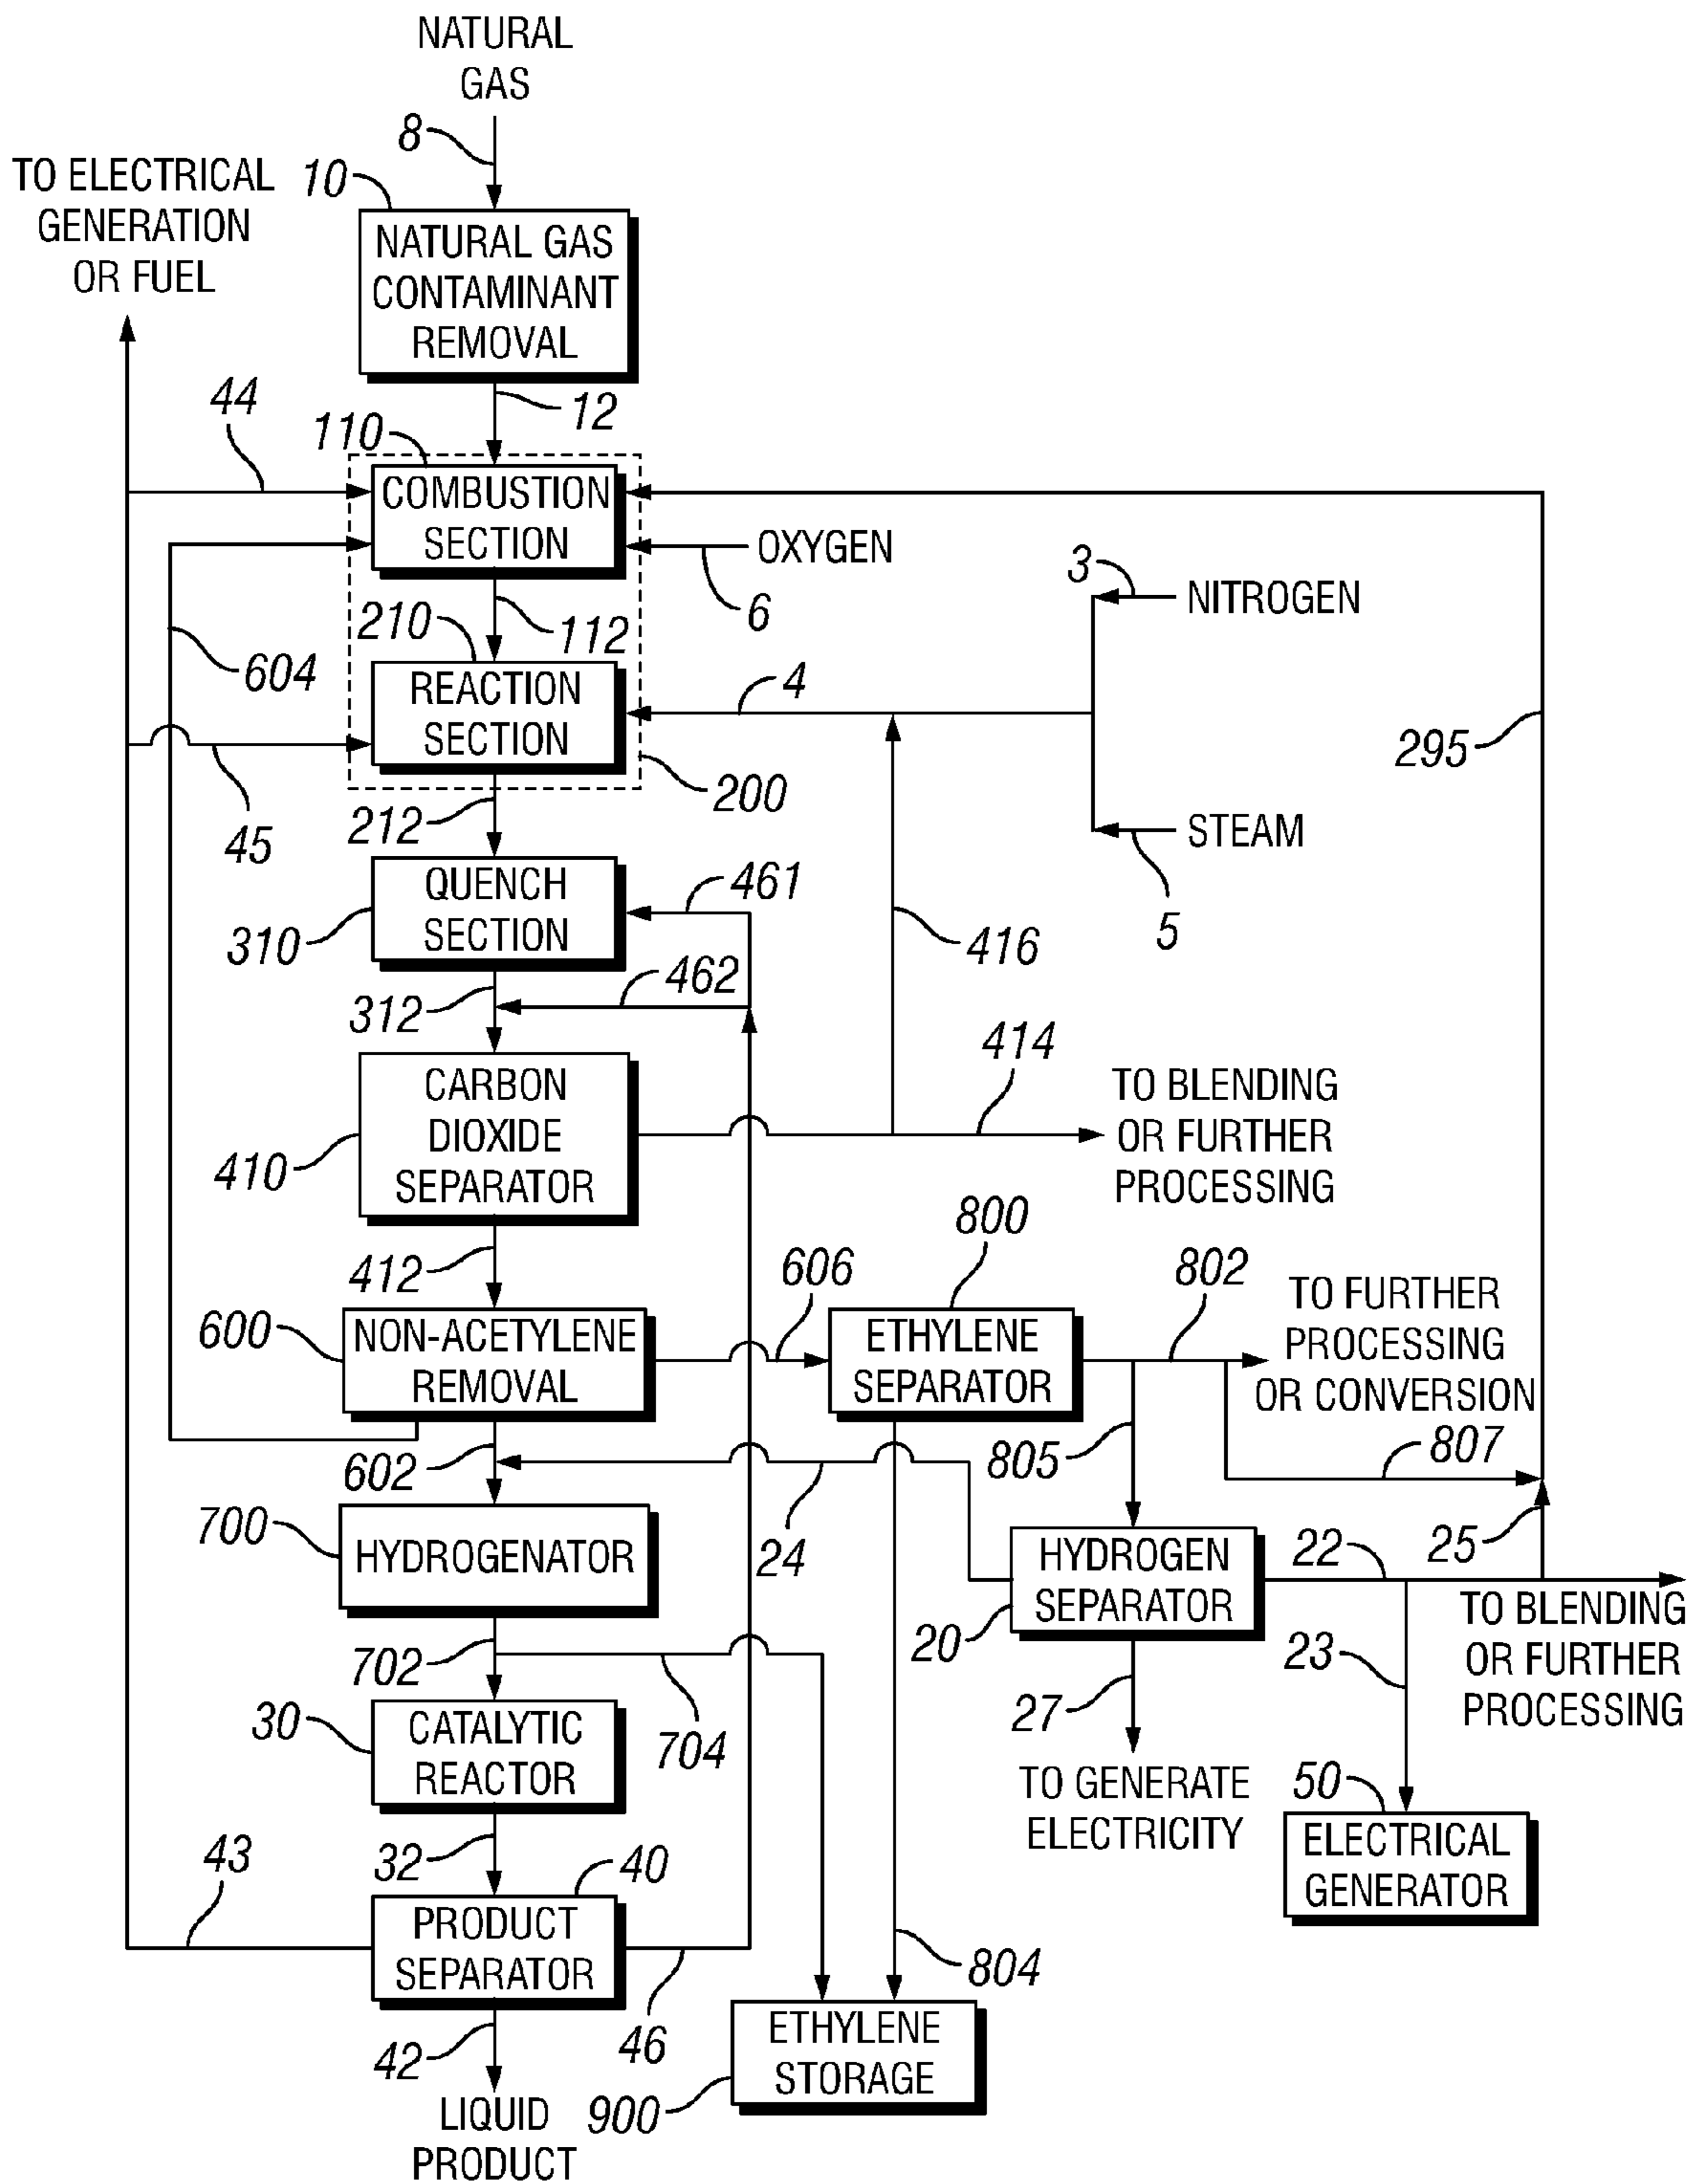 NATURAL
GAS
8
TO ELECTRICAL
GENERATION
OR FUEL
10
NATURAL GAS
CONTAMINANT
REMOVAL
12
44
110
COMBUSTION
SECTION
OXYGEN
6
3
NITROGEN
112
210
604
REACTION
SECTION
4
295
200
212
45
STEAM
5
QUENCH
SECTION
310
461
416
462
312
414
CARBON
DIOXIDE
SEPARATOR
410
TO BLENDING
OR FURTHER
PROCESSING
412
606
800
802
600
NON-ACETYLENE
REMOVAL
ETHYLENE
SEPARATOR
TO FURTHER
PROCESSING
OR CONVERSION
602
805
807
24
700
HYDROGENATOR
HYDROGEN
SEPARATOR
20
22
25
TO BLENDING
OR FURTHER
PROCESSING
23
702
704
27
30
CATALYTIC
REACTOR
TO GENERATE
ELECTRICITY
50
ELECTRICAL
GENERATOR
32
43
40
PRODUCT
SEPARATOR
46
804
42
ETHYLENE
STORAGE
900
LIQUID
PRODUCT